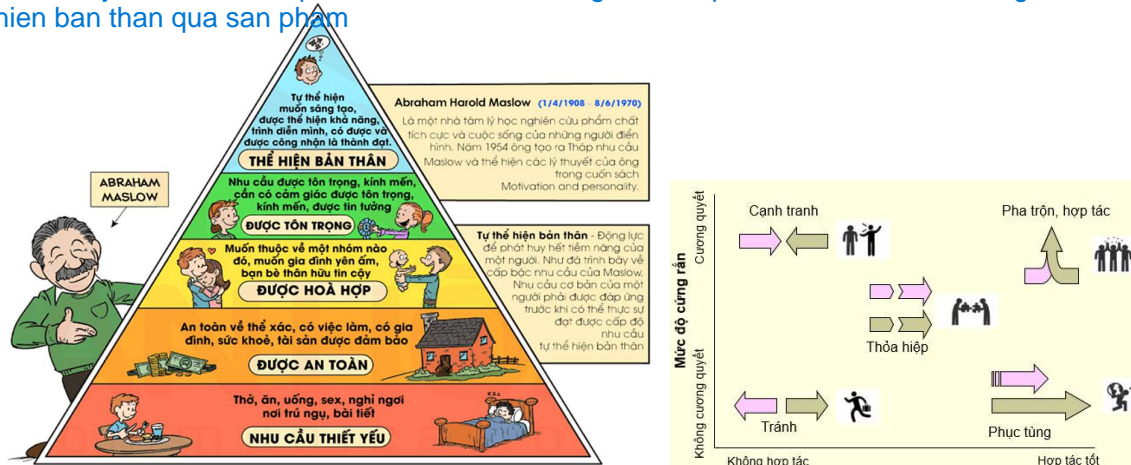 hien ban than qua san phẩm
Tự thể hiện
muốn sáng tạo,
được thể hiện khả năng,
trình diễn mình, có được và
được công nhận là thành đạt.
THỂ HIỆN BẢN THÂN
Nhu cầu được tôn trọng, kính mến,
cần có cảm giác được tôn trọng,
kính mến, được tin tưởng
ĐƯỢC TÔN TRỌNG
Muốn thuộc về một nhóm nào
đó, muốn gia đình yên ấm,
bạn bè thân hữu tin cậy
ĐƯỢC HOÀ HỢP
An toàn về thể xác, có việc làm, có gia
đình, sức khoẻ, tài sản được đảm bảo
ĐƯỢC AN TOÀN
Thở, ăn, uống, sex, nghỉ ngơi
nơi trú ngụ, bài tiết
NHU CẦU THIẾT YẾU
ABRAHAM
MASLOW
Abraham Harold Maslow (1/4/1908 - 8/6/1970)
Là một nhà tâm lý học nghiên cứu phẩm chất
tích cực và cuộc sống của những người điển
hình. Năm 1954 ông tạo ra Tháp nhu cầu
Maslow và thể hiện các lý thuyết của ông
trong cuốn sách
Motivation and personality.
Tự thể hiện bản thân - Động lực
để phát huy hết tiềm năng của
một người. Như đã trình bày về
cấp bậc nhu cầu của Maslow.
Nhu cầu cơ bản của một
người phải được đáp ứng
trước khi có thể thực sự
đạt được cấp độ
nhu cầu
tự thể hiện bản thân
Mức độ cứng rắn
Cương quyết
Không cương quyết
Cạnh tranh
Pha trộn, hợp tác
Thỏa hiệp
Tránh
Phục tùng
Không hợp tác
Hợp tác tốt